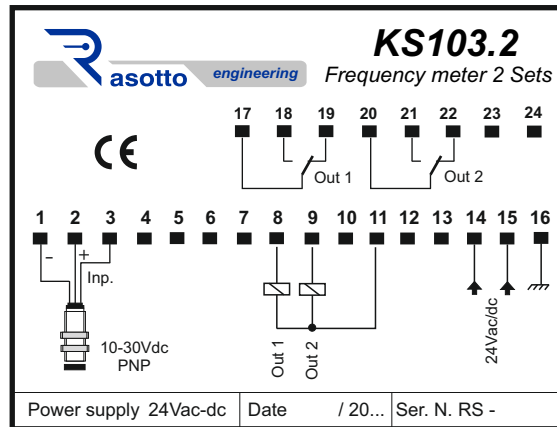 Rasotto engineering
KS103.2
Frequency meter 2 Sets
17 18 19 20 21 22 23 24
CE
Out 1 Out 2
1 2 3 4 5 6 7 8 9 10 11 12 13 14 15 16
- +
Inp.
10-30Vdc
PNP
Out 1
Out 2
24Vac/dc
Power supply 24Vac-dc Date / 20... Ser. N. RS -